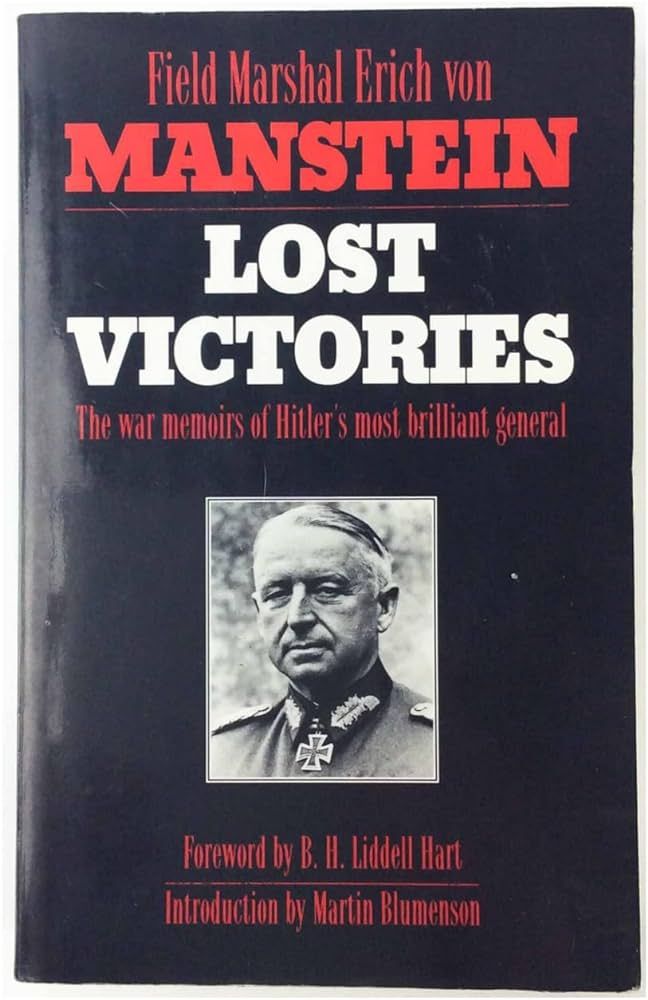 Field Marshal Erich von
MANSTEIN
LOST
VICTORIES
The war memoirs of Hitler's most brilliant general
Foreword by B. H. Liddell Hart
Introduction by Martin Blumenson